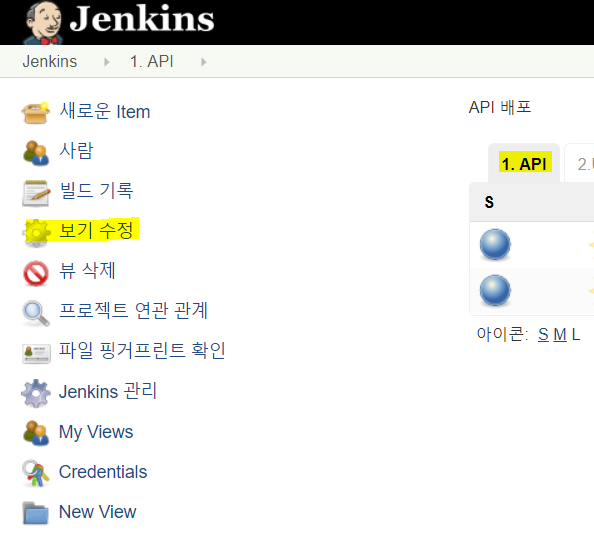 Jenkins
Jenkins
1. API
새로운 Item
사람
빌드 기록
보기 수정
뷰 삭제
프로젝트 연관 관계
파일 핑거프린트 확인
Jenkins 관리
My Views
Credentials
New View
API 배포
1. API
2.
S
아이콘: S M L